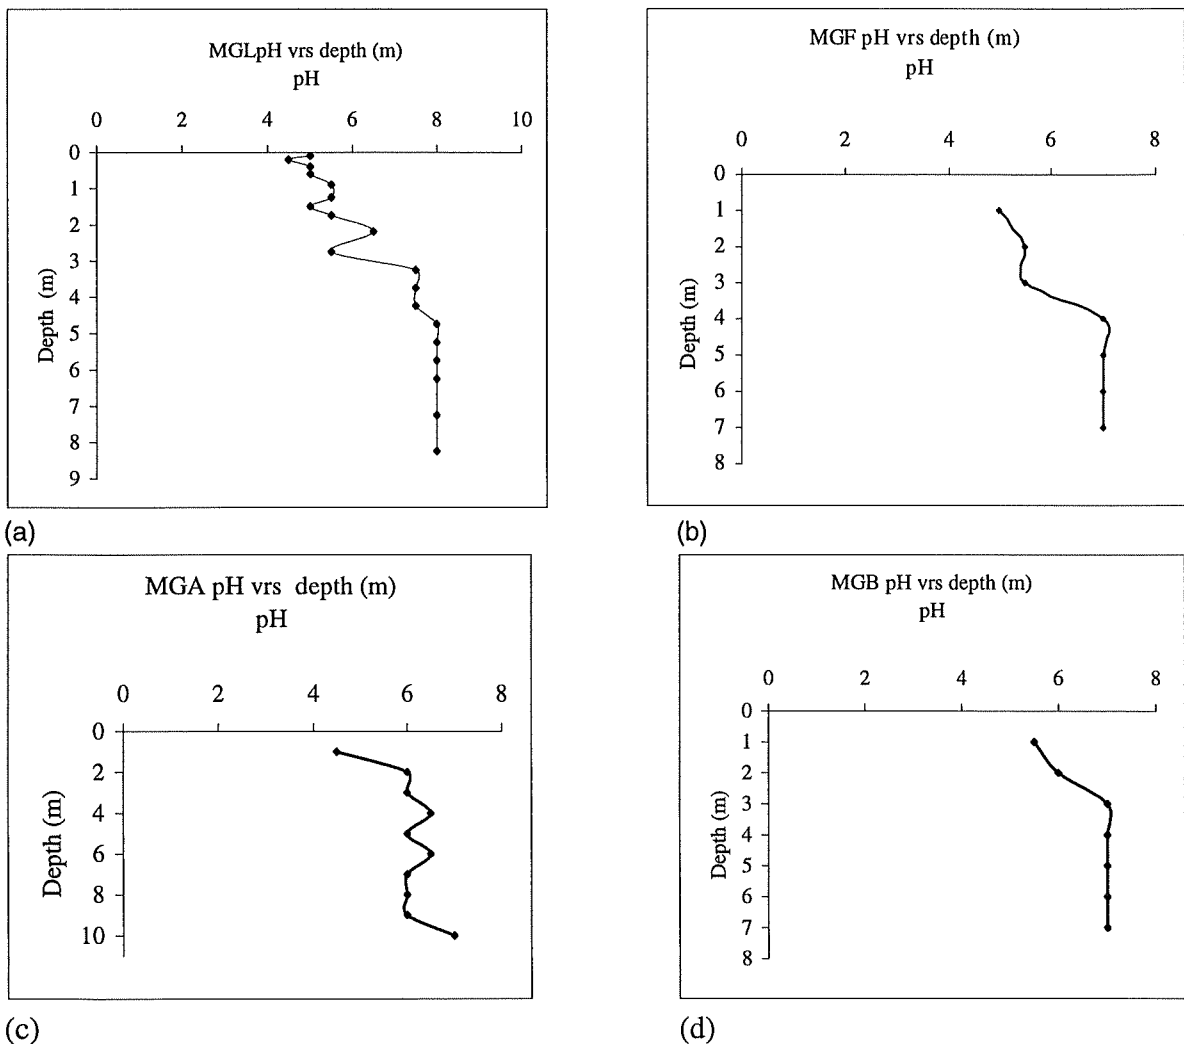 MGLpH vrs depth (m)
pH
0 2 4 6 8 10
0
1
2
3
4
5
6
7
8
9
Depth (m)
(a)
MGF pH vrs depth (m)
pH
0 2 4 6 8
0
1
2
3
4
5
6
7
8
Depth (m)
(b)
MGA pH vrs depth (m)
pH
0 2 4 6 8
0
2
4
6
8
10
Depth (m)
(c)
MGB pH vrs depth (m)
pH
0 2 4 6 8
0
1
2
3
4
5
6
7
8
Depth (m)
(d)